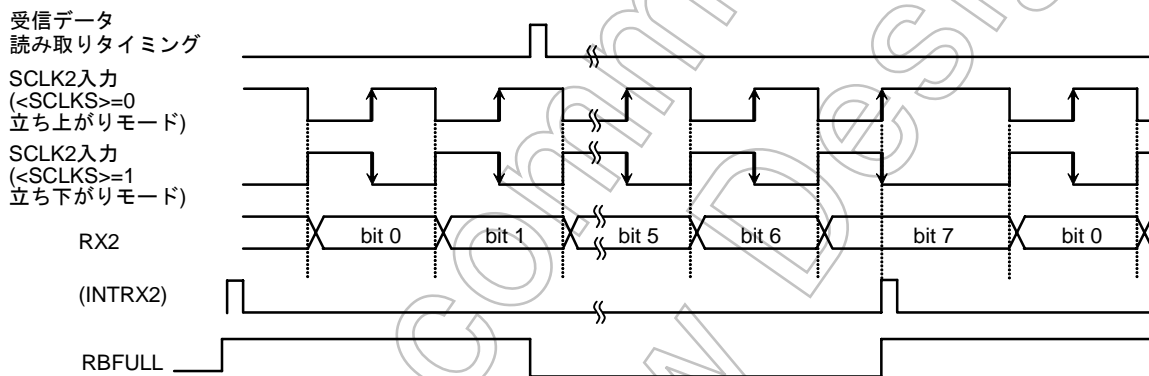 受信データ
読み取りタイミング
SCLK2入力
(<SCLKS>=0
立ち上がりモード)
SCLK2入力
(<SCLKS>=1
立ち下がりモード)
RX2
bit 0
bit 1
bit 5
bit 6
bit 7
bit 0
(INTRX2)
RBFULL